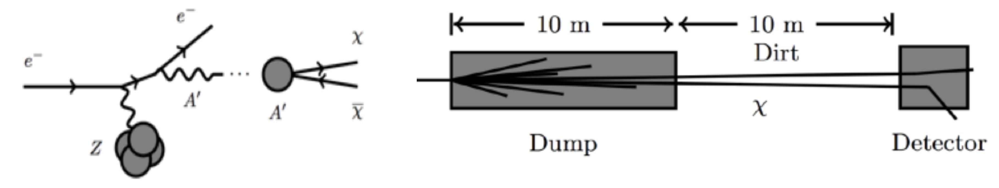 e⁻
e⁻
A′
Z
A′
χ
χ̅
10 m
10 m
Dirt
χ
Dump
Detector